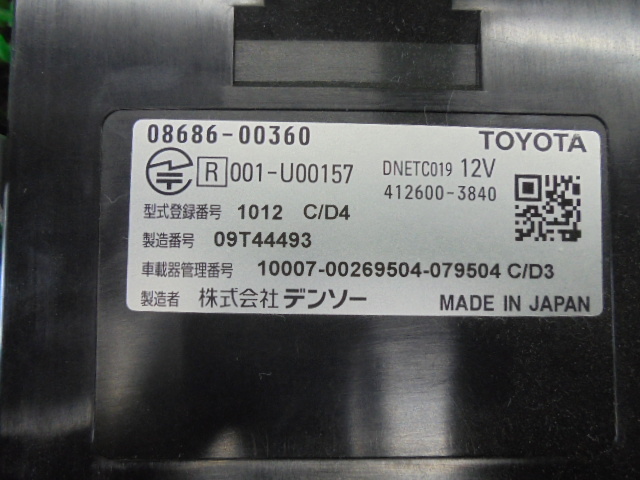 08686-00360 TOYOTA
R 001-U00157 DNETC019 12V
412600-3840
型式登録番号 1012 C/D4
製造番号 09T44493
車載器管理番号 10007-00269504-079504 C/D3
製造者 株式会社デンソー MADE IN JAPAN